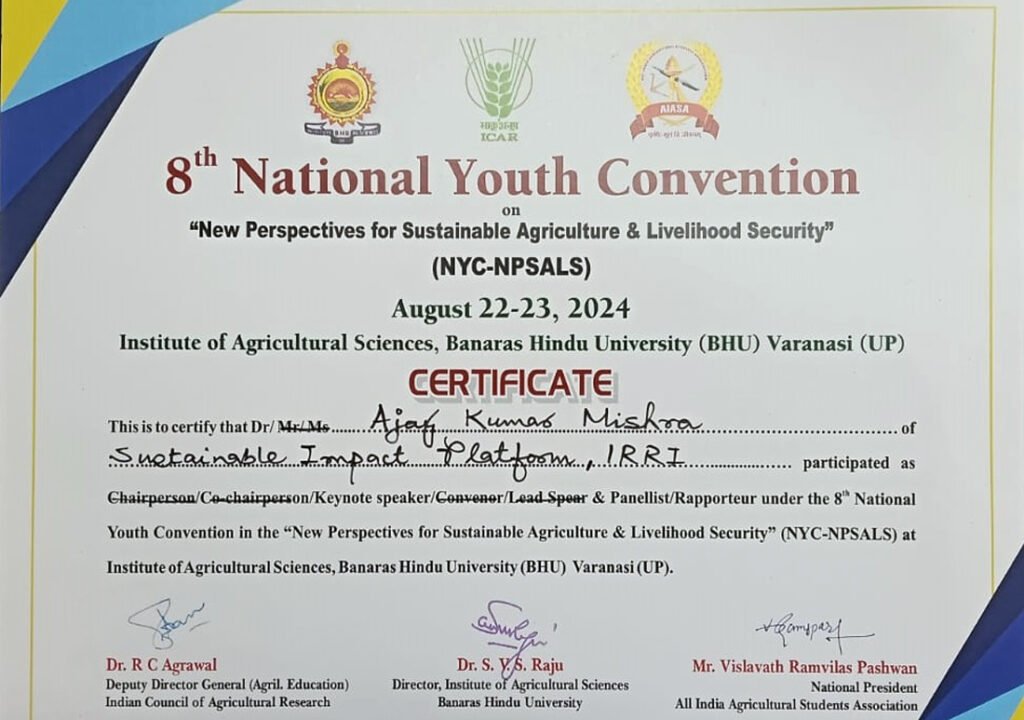 भाकृअनुप
ICAR
AIASA
8th National Youth Convention
on
“New Perspectives for Sustainable Agriculture & Livelihood Security”
(NYC-NPSALS)
August 22-23, 2024
Institute of Agricultural Sciences, Banaras Hindu University (BHU) Varanasi (UP)
CERTIFICATE
This is to certify that Dr/ Mr/Ms Ajay Kumar Mishra of
Sustainable Impact Platform, IRRI participated as
Chairperson/Co-chairperson/Keynote speaker/Convenor/Lead Spear & Panellist/Rapporteur under the 8th National
Youth Convention in the “New Perspectives for Sustainable Agriculture & Livelihood Security” (NYC-NPSALS) at
Institute of Agricultural Sciences, Banaras Hindu University (BHU) Varanasi (UP).
Dr. R C Agrawal
Deputy Director General (Agril. Education)
Indian Council of Agricultural Research
Dr. S. V. S. Raju
Director, Institute of Agricultural Sciences
Banaras Hindu University
Mr. Vislavath Ramvilas Pashwan
National President
All India Agricultural Students Association